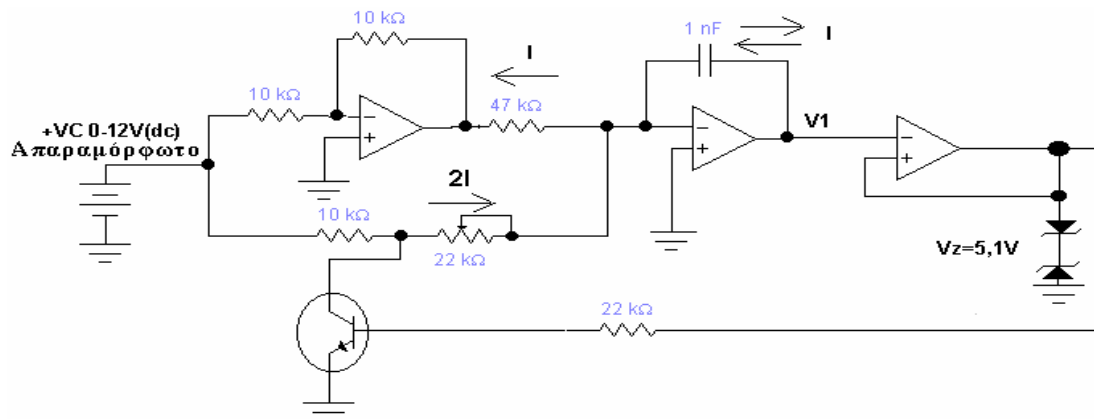 10 kΩ
10 kΩ
I
1 nF
I
47 kΩ
+VC 0-12V(dc)
Απαραμόρφωτο
V1
2I
10 kΩ
22 kΩ
Vz=5,1V
22 kΩ